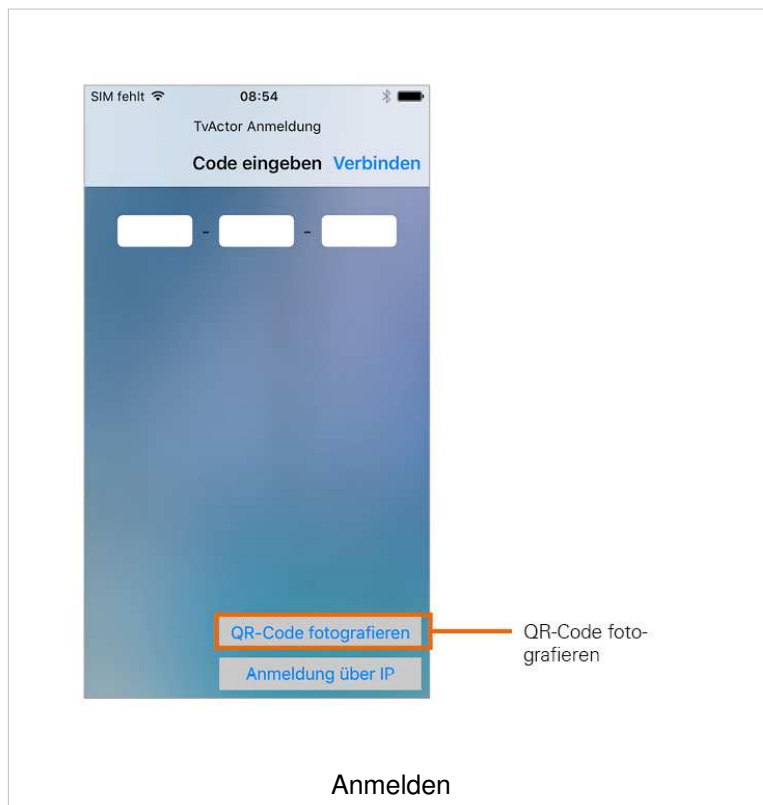 SIM fehlt 08:54
TvActor Anmeldung
Code eingeben Verbinden
- -
QR-Code fotografieren
QR-Code foto-
grafieren
Anmeldung über IP
Anmelden